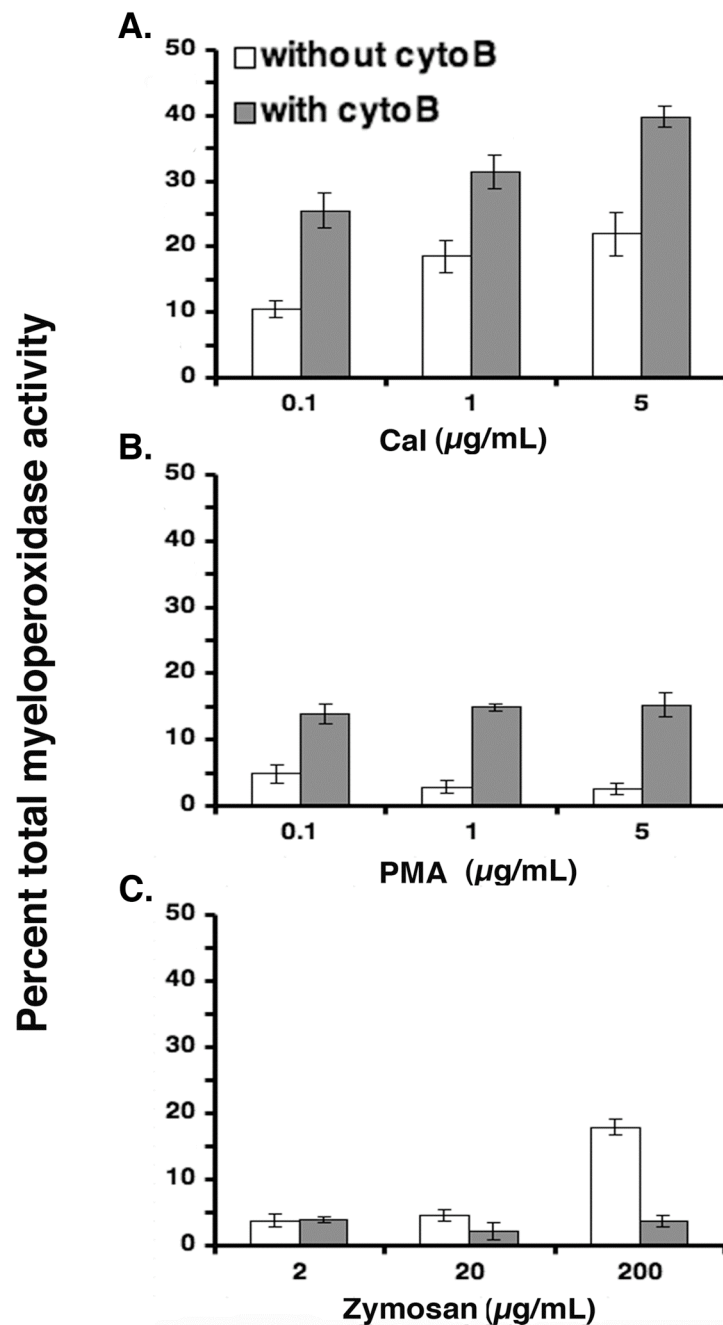 A.
50
without cytoB
with cytoB
40
30
20
10
0
0.1 1 5
CaI (µg/mL)
B.
50
40
30
20
10
0
0.1 1 5
PMA (µg/mL)
C.
50
40
30
20
10
0
2 20 200
Zymosan (µg/mL)
Percent total myeloperoxidase activity